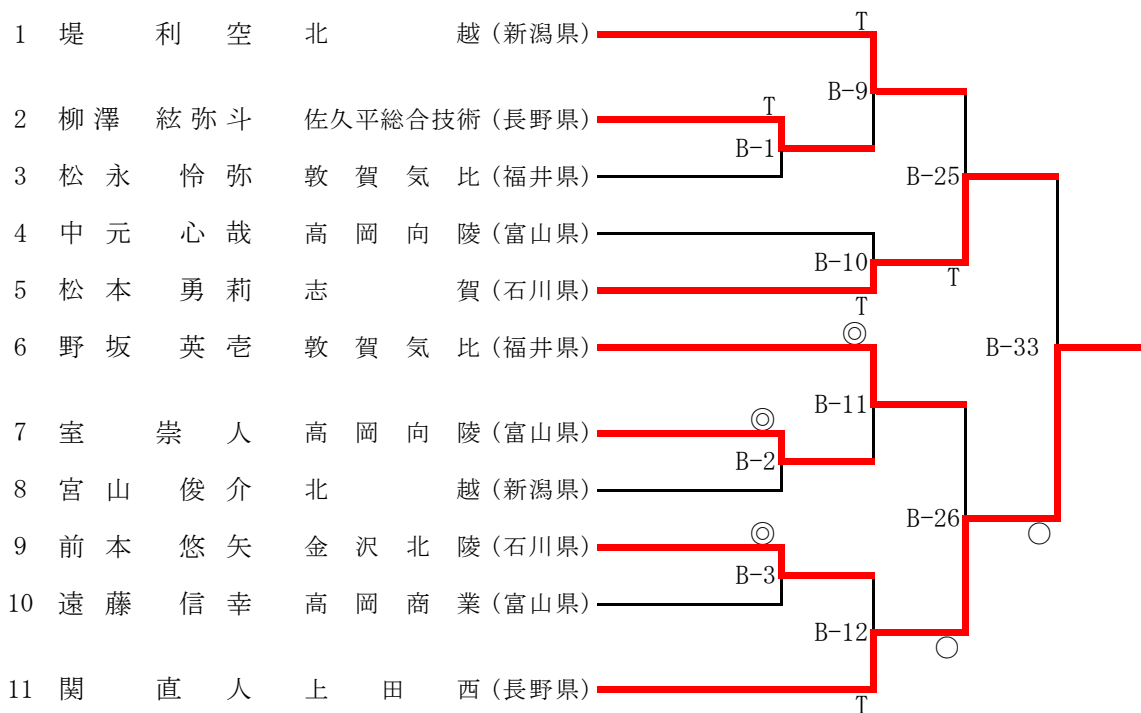 T
1 堤 利空 北越 (新潟県)
B-9
T
2 柳澤 絃弥斗 佐久平総合技術 (長野県)
B-1
3 松永 怜弥 敦賀気比 (福井県)
B-25
4 中元 心哉 高岡向陵 (富山県)
B-10
T
5 松本 勇莉 志賀 (石川県)
T
◎
6 野坂 英壱 敦賀気比 (福井県)
B-33
B-11
◎
7 室 崇人 高岡向陵 (富山県)
B-2
8 宮山 俊介 北越 (新潟県)
B-26
◎
○
9 前本 悠矢 金沢北陵 (石川県)
B-3
10 遠藤 信幸 高岡商業 (富山県)
B-12
○
11 関 直人 上田西 (長野県)
T